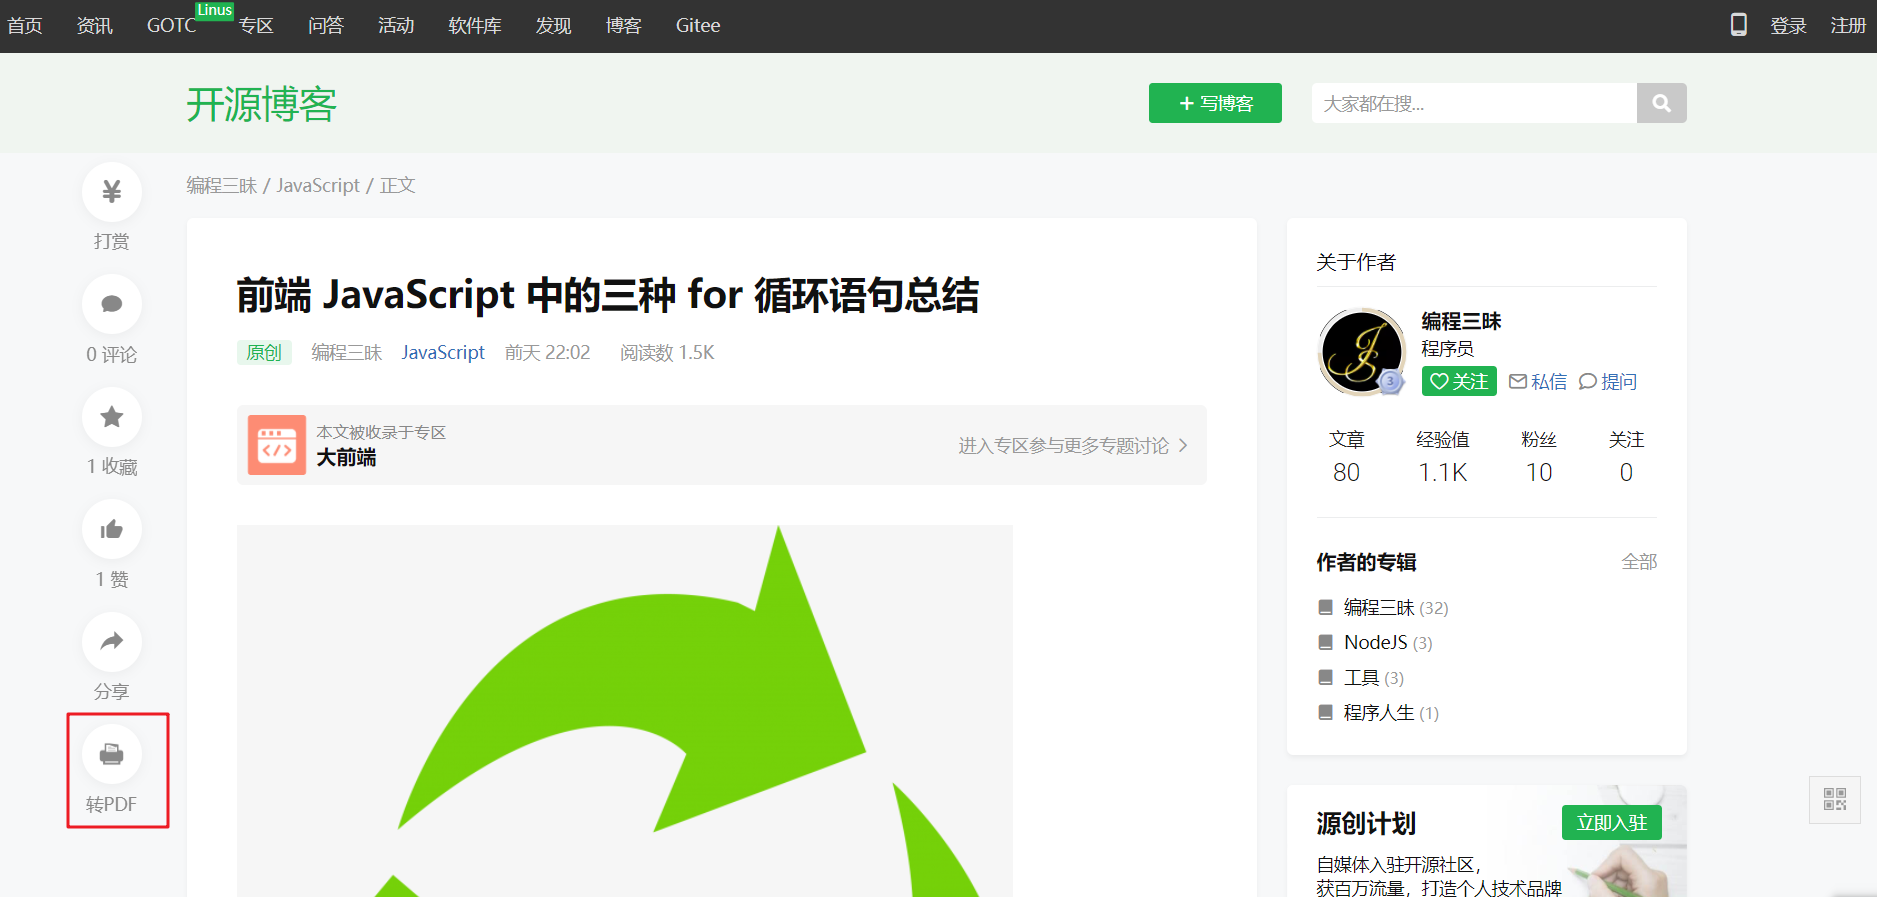 首页 资讯 GOTC Linus 专区 问答 活动 软件库 发现 博客 Gitee 登录 注册
开源博客 + 写博客 大家都在搜...
编程三昧 / JavaScript / 正文
打赏
0 评论
1 收藏
1 赞
分享
转PDF
前端 JavaScript 中的三种 for 循环语句总结
原创 编程三昧 JavaScript 前天 22:02 阅读数 1.5K
本文被收录于专区
大前端
进入专区参与更多专题讨论
关于作者
编程三昧
程序员
3
关注 私信 提问
文章 经验值 粉丝 关注
80 1.1K 10 0
作者的专辑 全部
编程三昧 (32)
NodeJS (3)
工具 (3)
程序人生 (1)
源创计划 立即入驻
自媒体入驻开源社区，
获百万流量，打造个人技术品牌